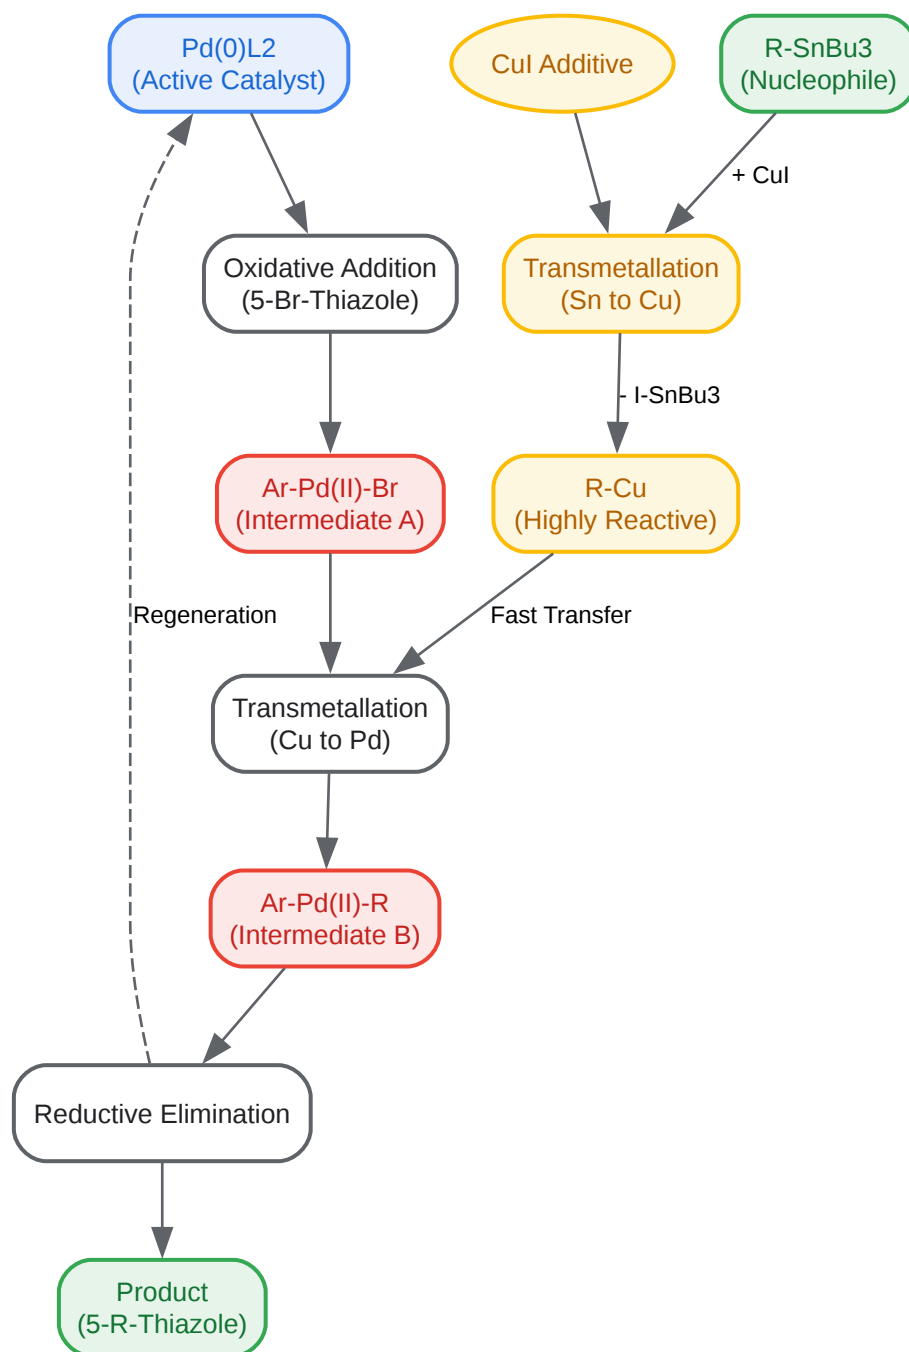 Pd(0)L2
(Active Catalyst)
CuI Additive
R-SnBu3
(Nucleophile)
+ CuI
Oxidative Addition
(5-Br-Thiazole)
Transmetallation
(Sn to Cu)
- I-SnBu3
Ar-Pd(II)-Br
(Intermediate A)
R-Cu
(Highly Reactive)
Regeneration
Fast Transfer
Transmetallation
(Cu to Pd)
Ar-Pd(II)-R
(Intermediate B)
Reductive Elimination
Product
(5-R-Thiazole)